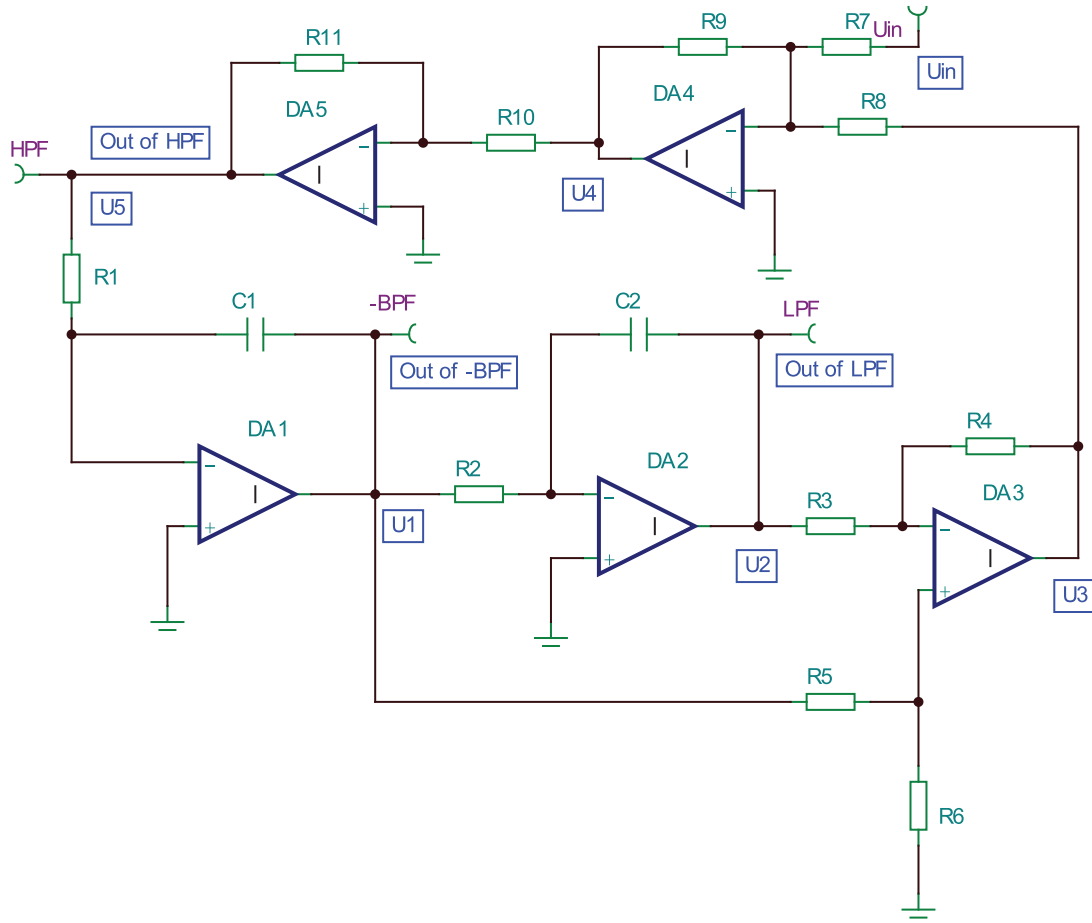 R11
R9
R7
Uin
Uin
DA5
DA4
R10
R8
HPF
Out of HPF
-
-
+
+
U5
U4
R1
C1
-BPF
C2
LPF
Out of -BPF
Out of LPF
DA1
R4
-
R2
DA2
R3
DA3
+
-
U1
+
U2
-
+
U3
R5
R6